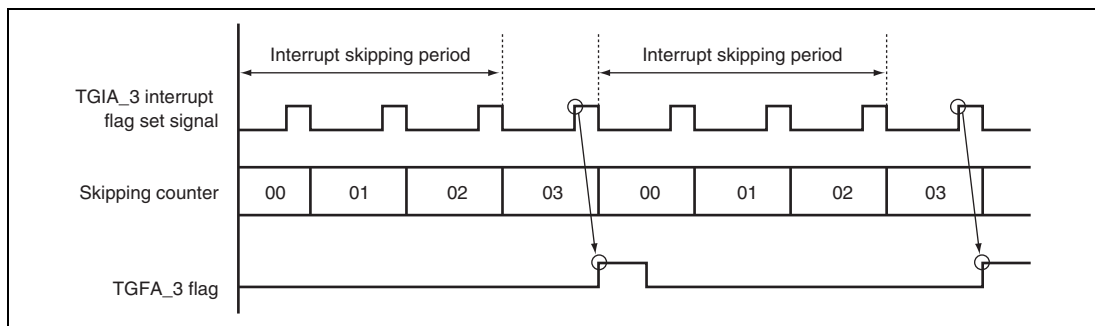 Interrupt skipping period Interrupt skipping period
TGIA_3 interrupt
flag set signal
Skipping counter 00 01 02 03 00 01 02 03
TGFA_3 flag